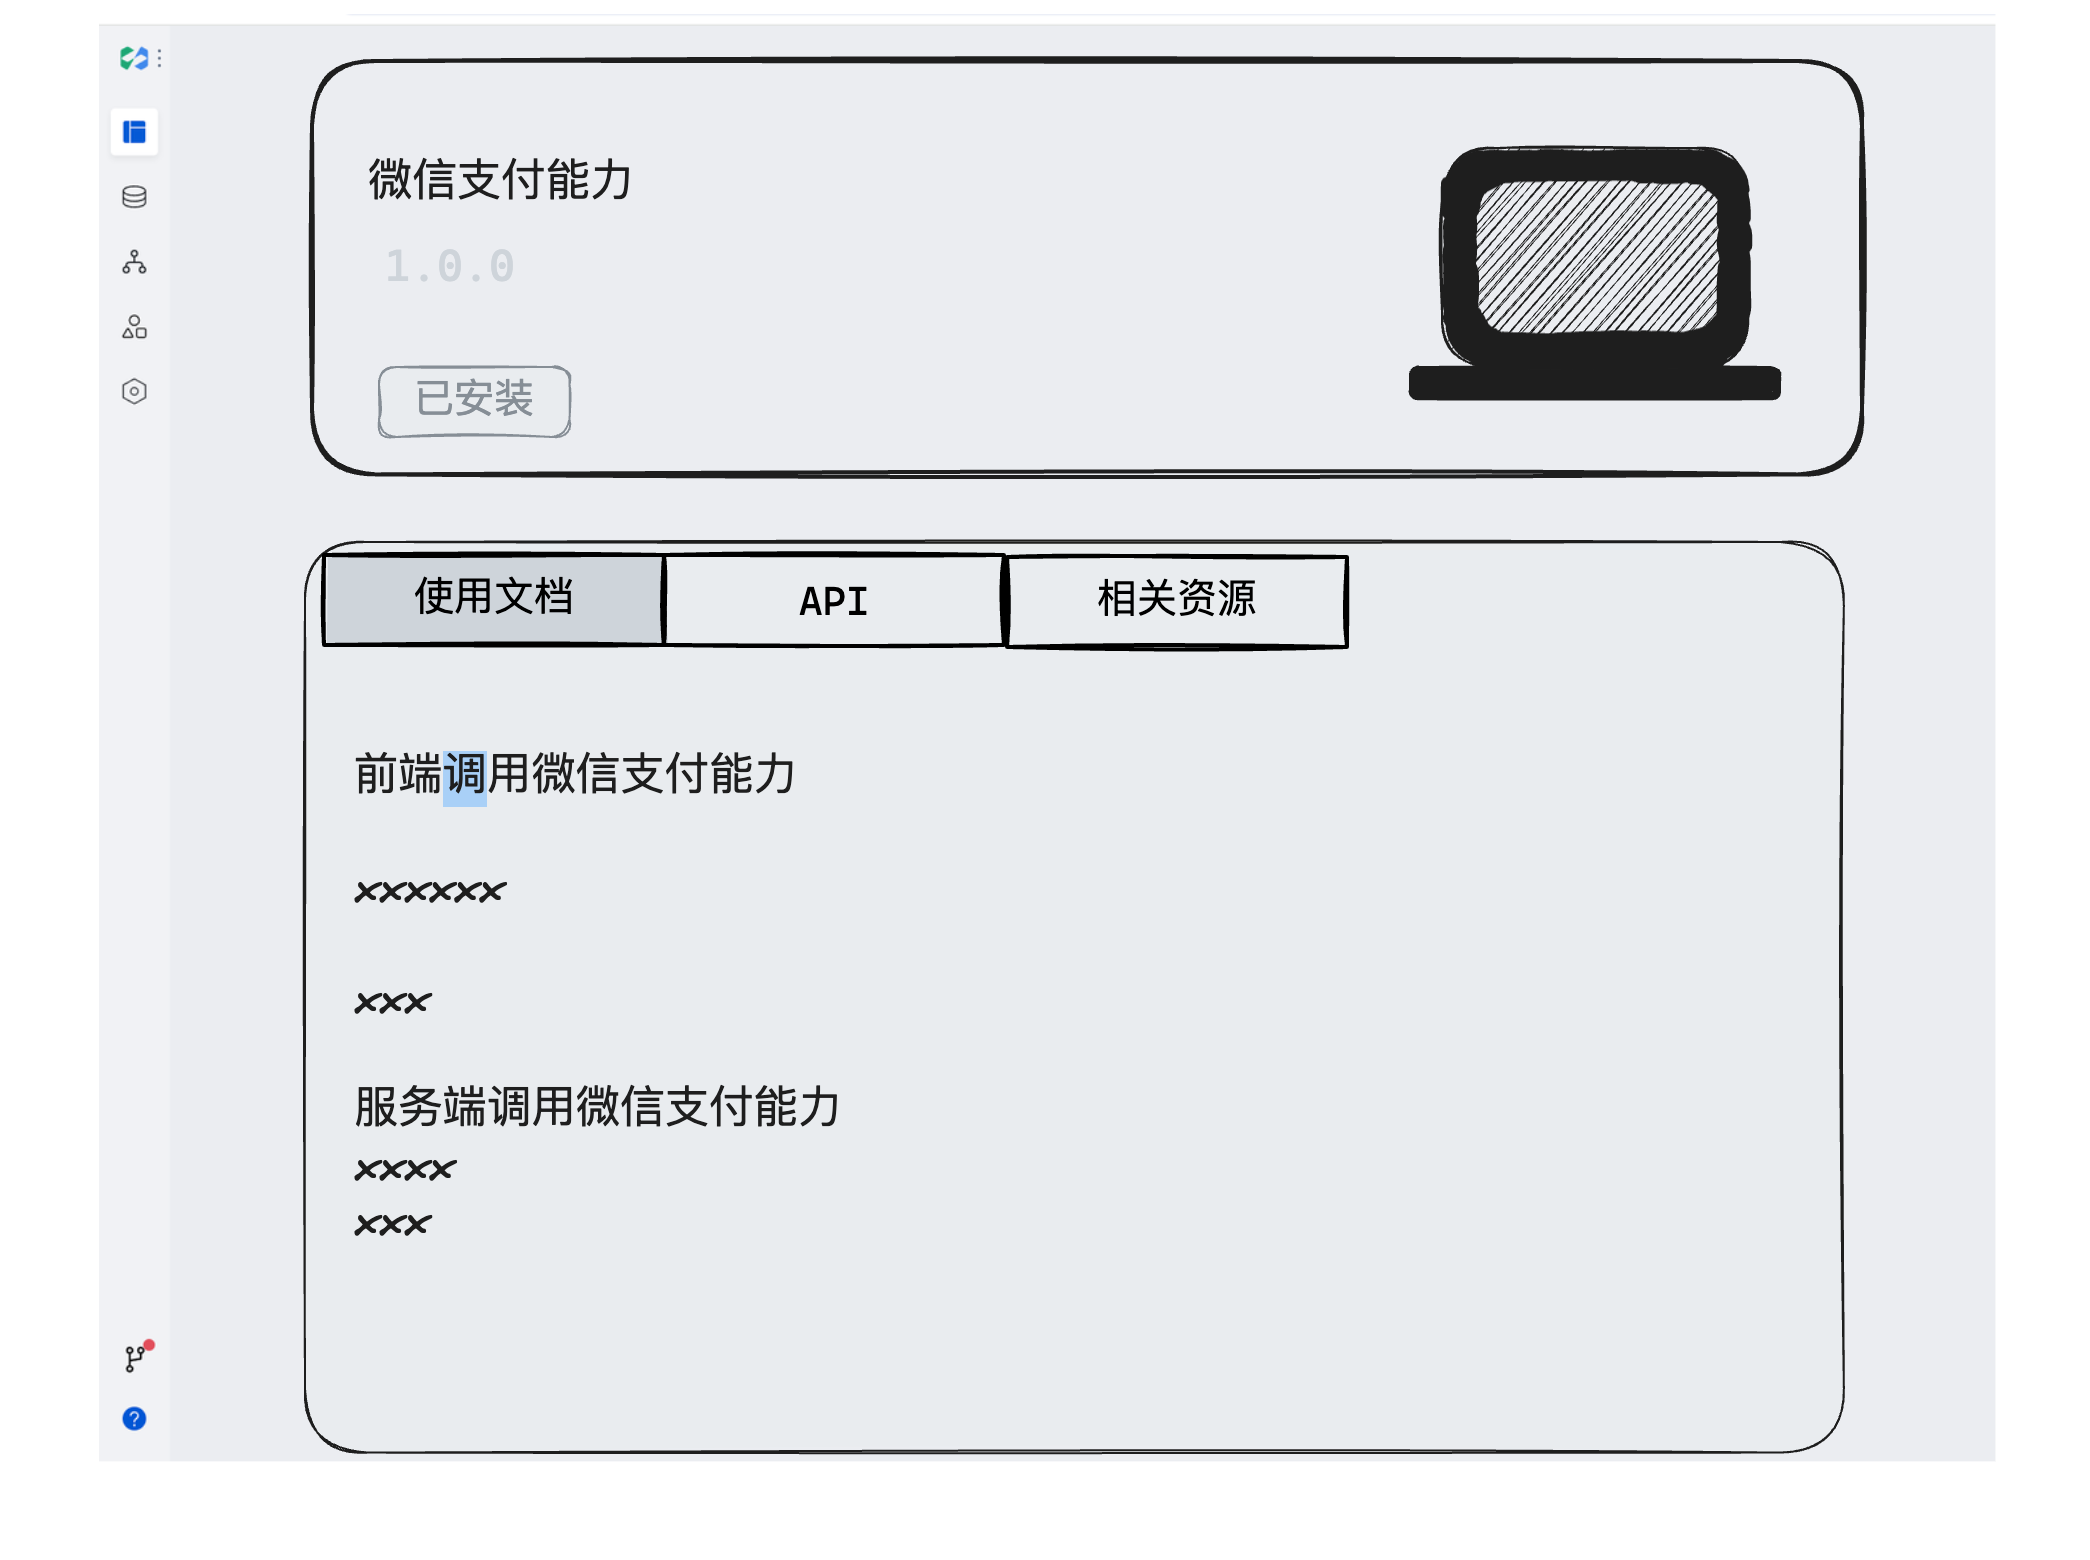 微信支付能力
1.0.0
已安装
使用文档
API
相关资源
前端调用微信支付能力
xxxxxx
xxx
服务端调用微信支付能力
xxxx
xxx